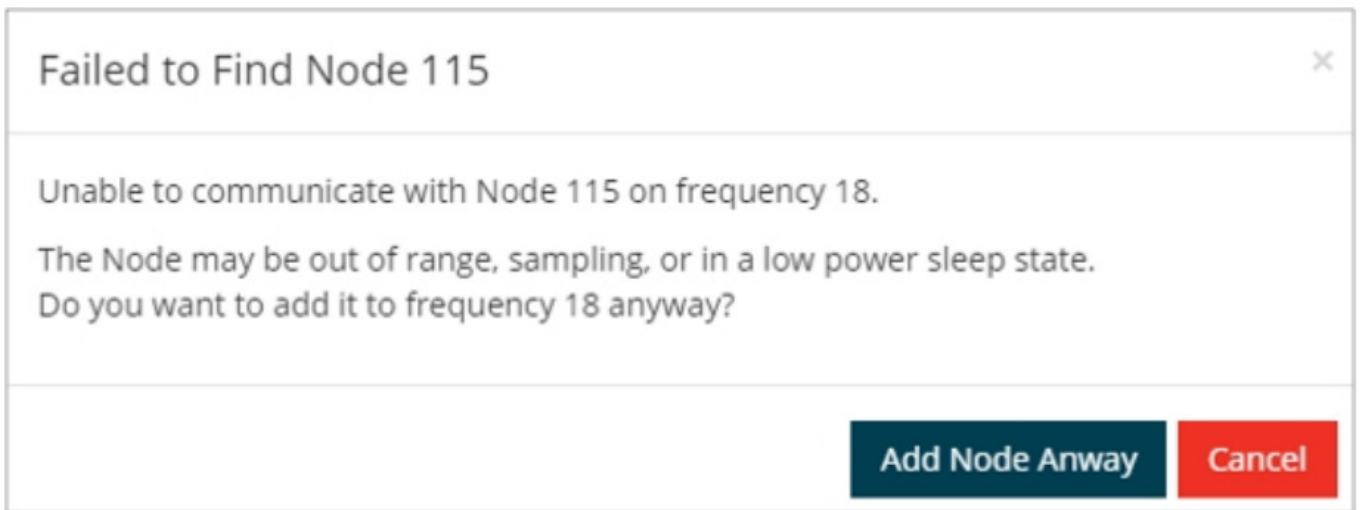 Failed to Find Node 115
×
Unable to communicate with Node 115 on frequency 18.
The Node may be out of range, sampling, or in a low power sleep state.
Do you want to add it to frequency 18 anyway?
Add Node Anway
Cancel